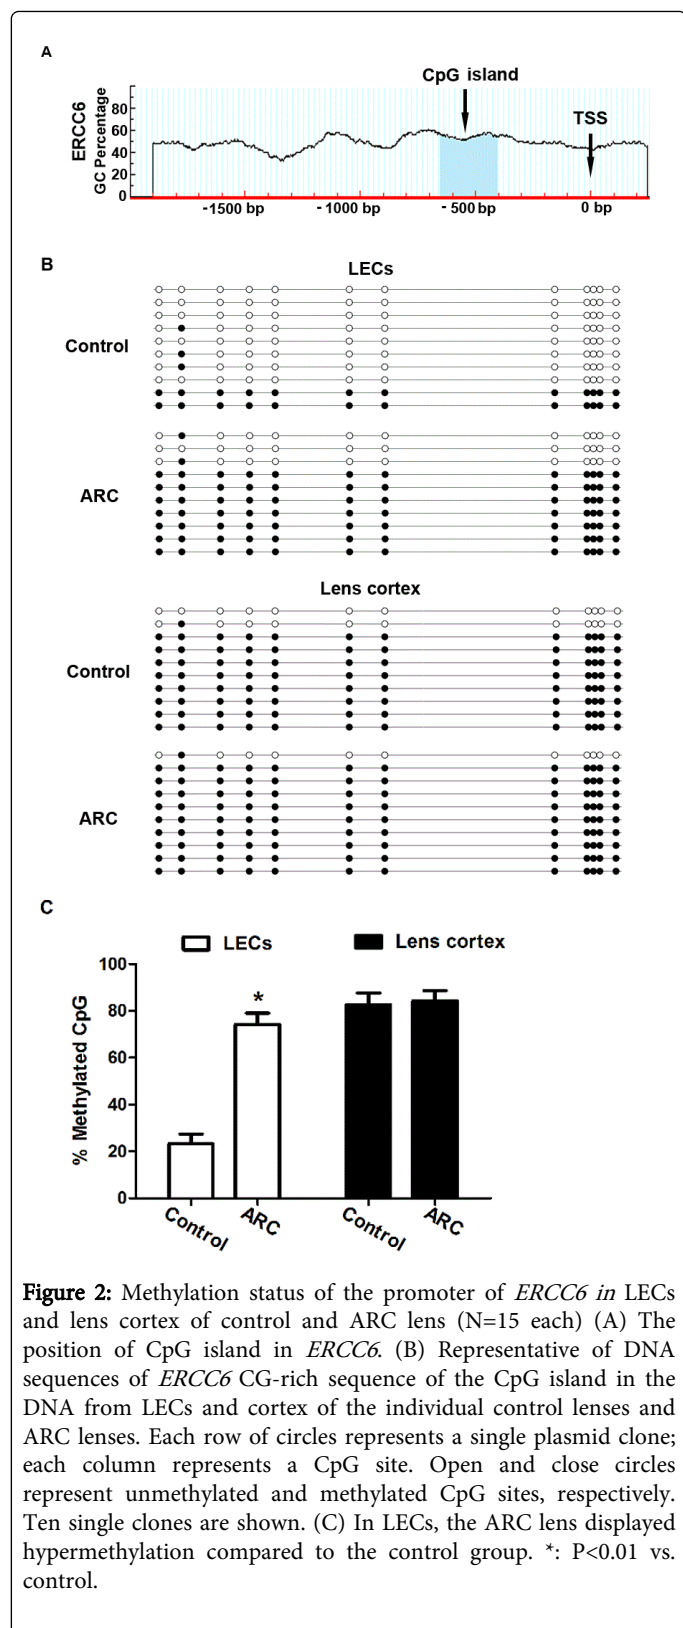 A
CpG island
TSS
ERCC6
GC Percentage
80
60
40
20
0
-1500 bp
-1000 bp
-500 bp
0 bp
B
LECs
Control
ARC
Lens cortex
Control
ARC
C
LECs
Lens cortex
% Methylated CpG
100
80
60
40
20
0
*
Control
ARC
Control
ARC
Figure 2: Methylation status of the promoter of ERCC6 in LECs
and lens cortex of control and ARC lens (N=15 each) (A) The
position of CpG island in ERCC6. (B) Representative of DNA
sequences of ERCC6 CG-rich sequence of the CpG island in the
DNA from LECs and cortex of the individual control lenses and
ARC lenses. Each row of circles represents a single plasmid clone;
each column represents a CpG site. Open and close circles
represent unmethylated and methylated CpG sites, respectively.
Ten single clones are shown. (C) In LECs, the ARC lens displayed
hypermethylation compared to the control group. *: P<0.01 vs.
control.